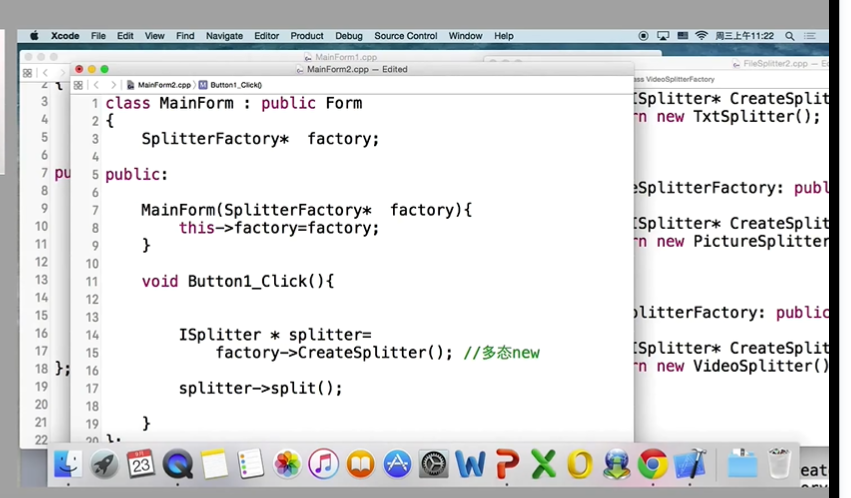 Xcode File Edit View Find Navigate Editor Product Debug Source Control Window Help 周三上午11:22
MainForm1.cpp
MainForm2.cpp — Edited
FileSplitter2.cpp — E
MainForm2.cpp
M Button1_Click()
ss VideoSplitterFactory
1 class MainForm : public Form
2 {
3 SplitterFactory* factory;
4
5 public:
6
7 MainForm(SplitterFactory* factory){
8 this->factory=factory;
9 }
10
11 void Button1_Click(){
12
13
14 ISplitter * splitter=
15 factory->CreateSplitter(); //多态new
16
17 splitter->split();
18
19 }
20 };
2 {
3
4
5
6
7 pu
8
9
10
11
12
13
14
15
16
17
18 };
19
20
21
22
ISplitter* CreateSplit
rn new TxtSplitter();
eSplitterFactory: publ
ISplitter* CreateSplit
rn new PictureSplitter
plitterFactory: public
ISplitter* CreateSplit
rn new VideoSplitter()
eat
9月
23